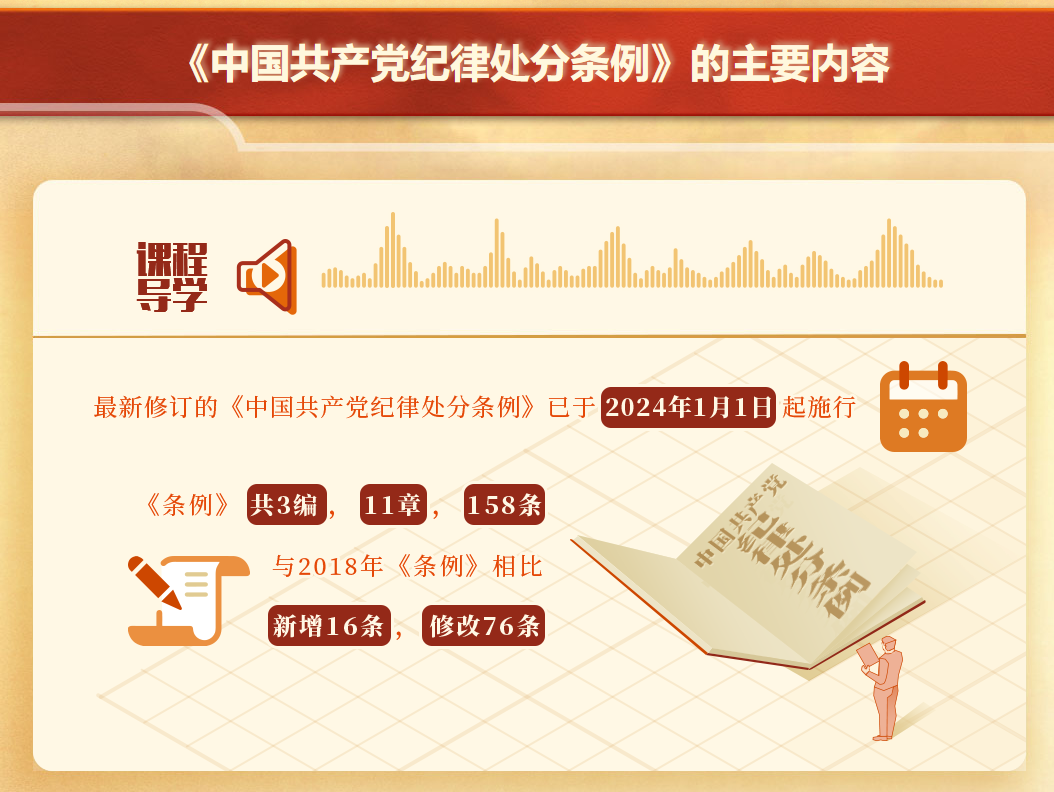 《中国共产党纪律处分条例》的主要内容
课程
导学
最新修订的《中国共产党纪律处分条例》已于2024年1月1日起施行
《条例》共3编，11章，158条
与2018年《条例》相比
新增16条，修改76条
中国共产党
纪律处分条例